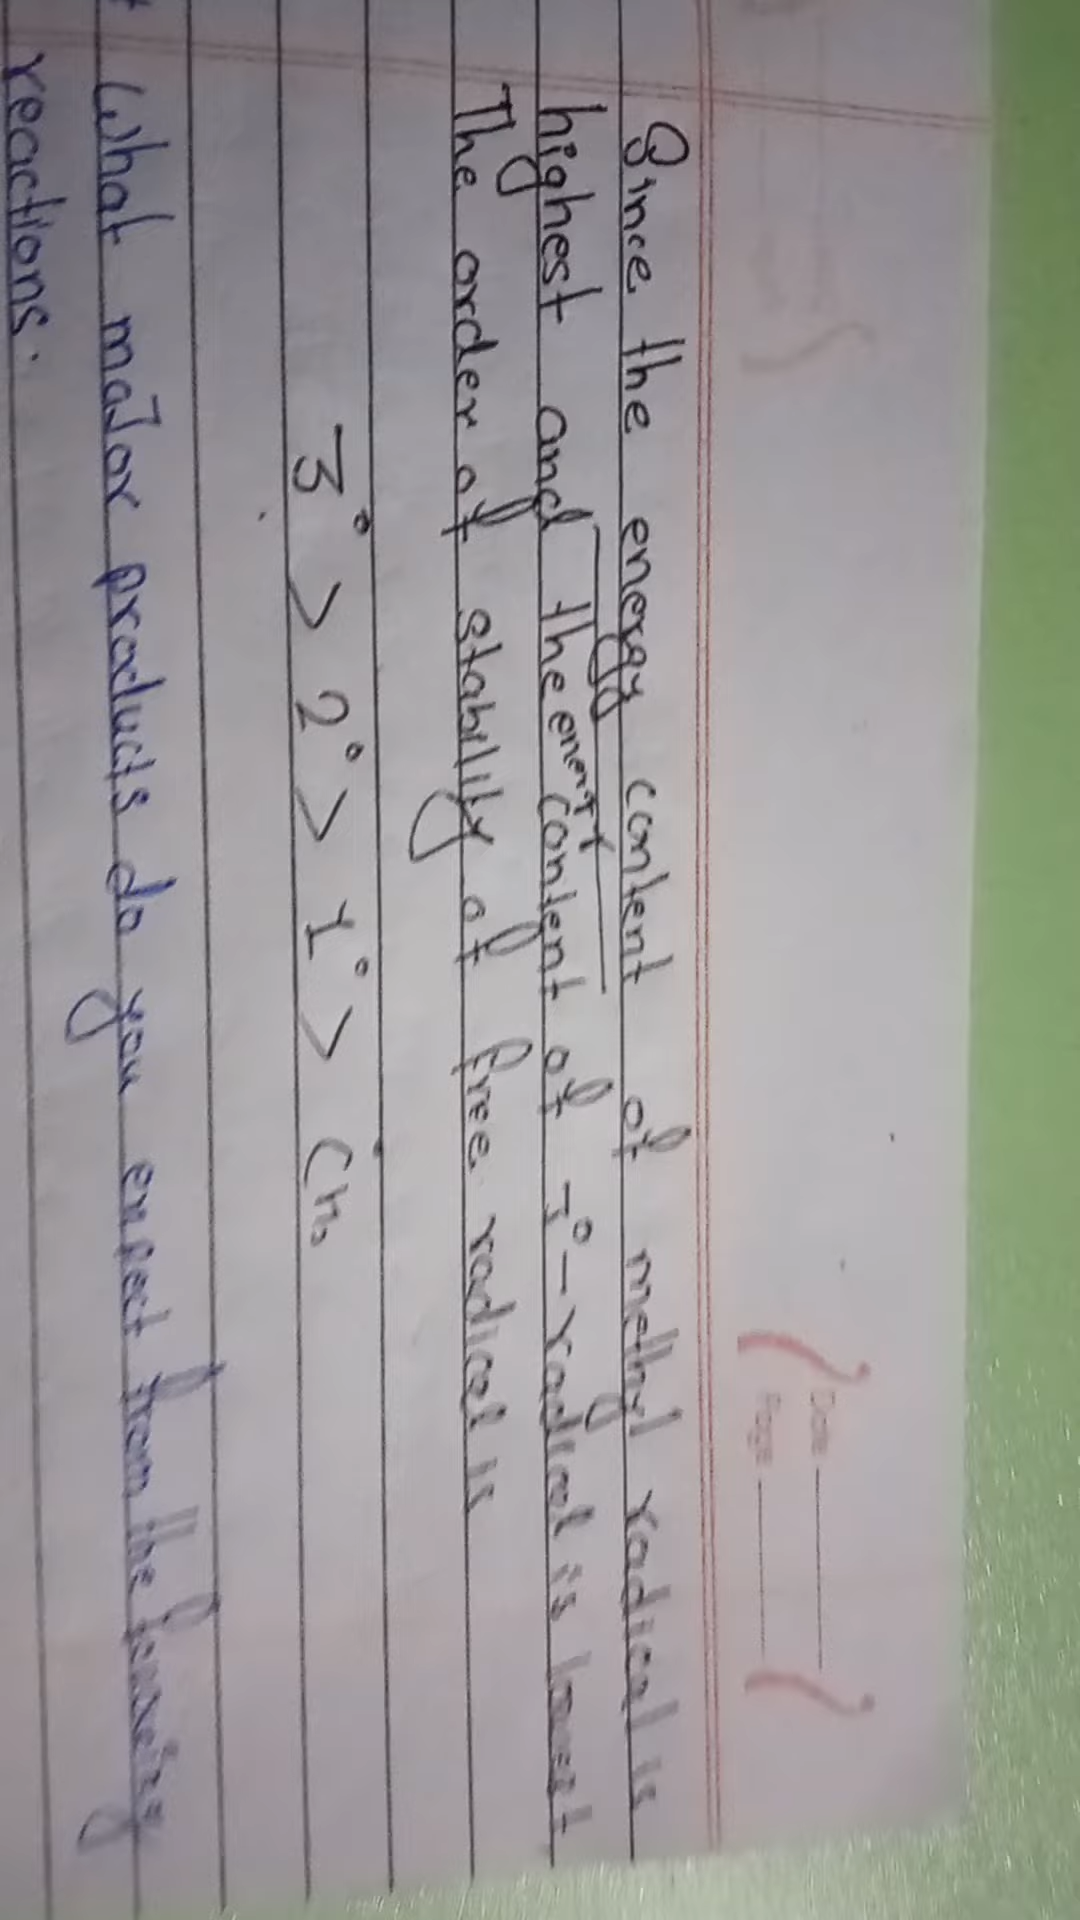 Date
Page
Since the energy content of methyl radical is
highest and the energy content of 3°-radical is lowest
The order of stability of free radical is
3° > 2° > 1° > CH3
* What major products do you expect from the
reactions.